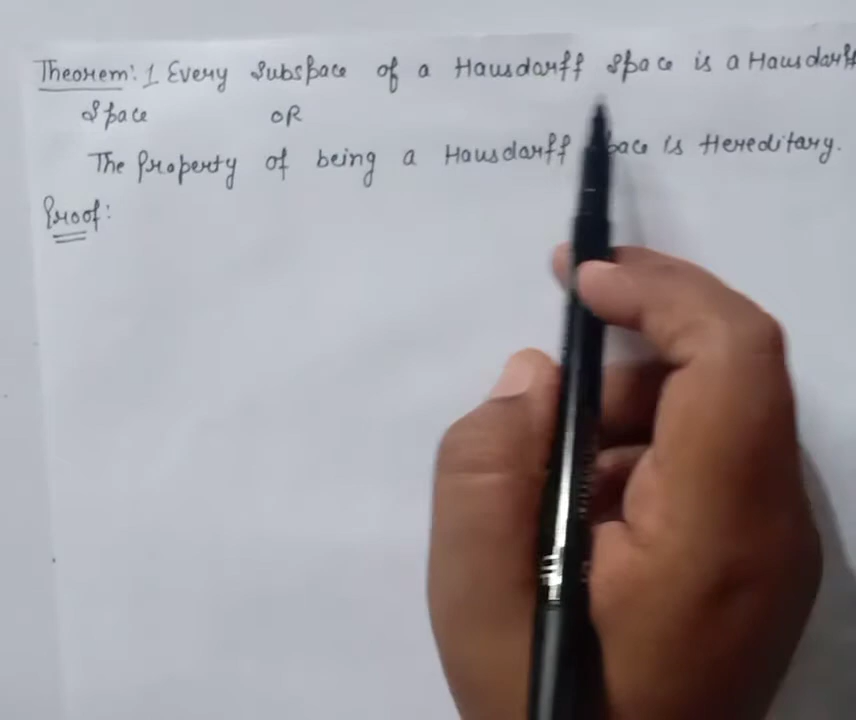 Theorem: 1 Every Subspace of a Hausdorff Space is a Hausdorff
Space OR
The Property of being a Hausdorff is Hereditary.
Proof: